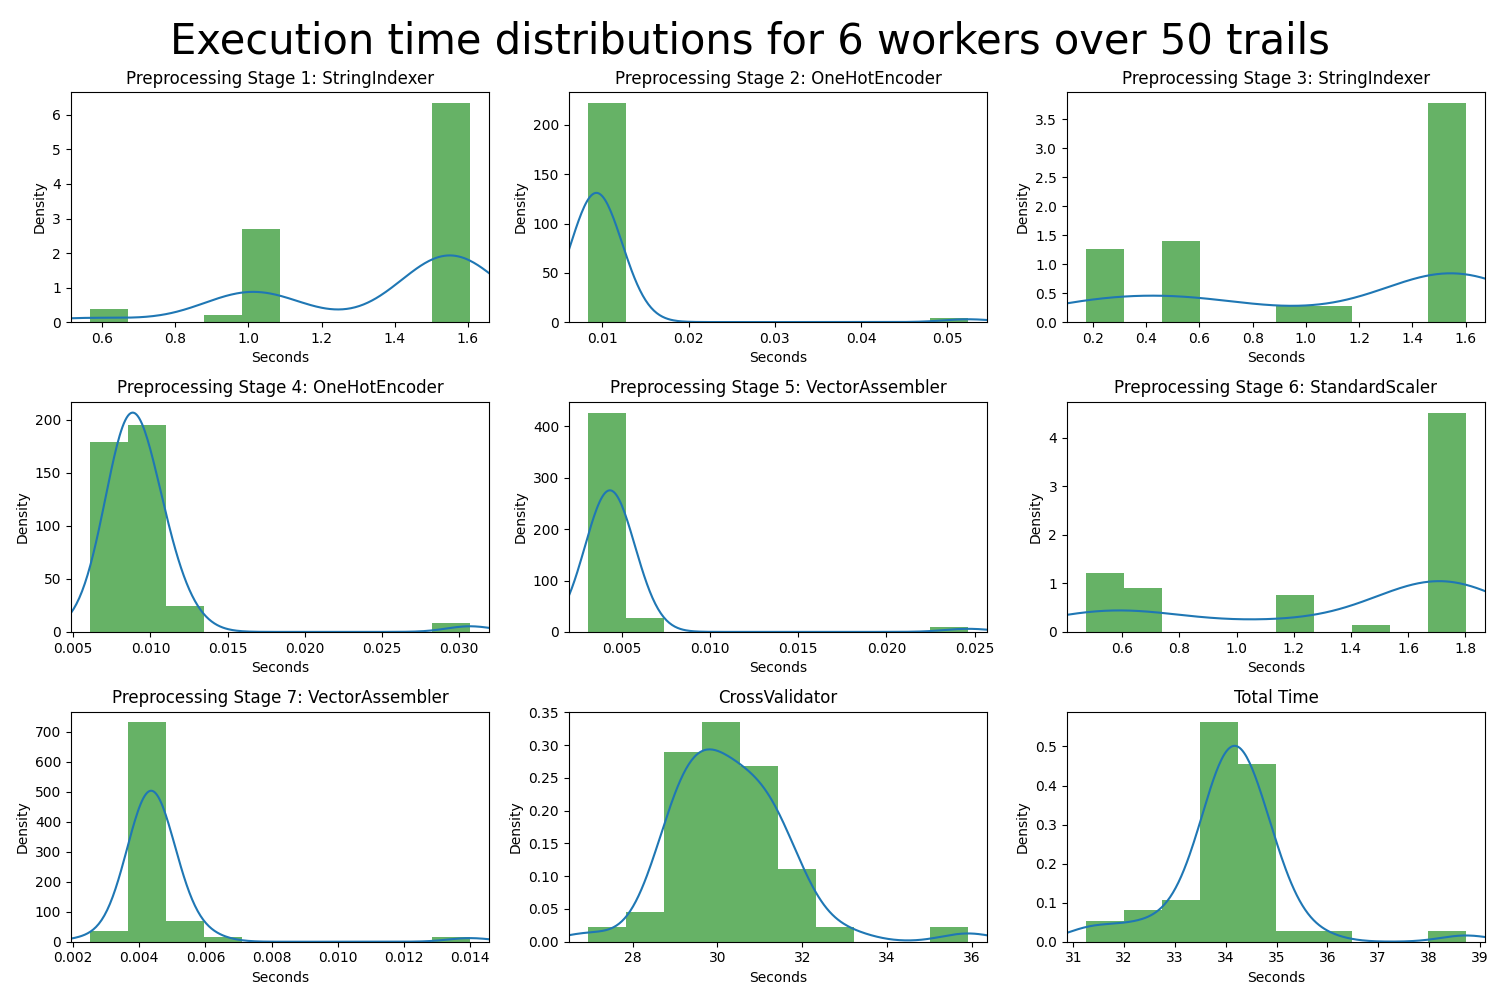 Execution time distributions for 6 workers over 50 trails
Preprocessing Stage 1: StringIndexer
Density
6
5
4
3
2
1
0
0.6 0.8 1.0 1.2 1.4 1.6
Seconds
Preprocessing Stage 2: OneHotEncoder
Density
200
150
100
50
0
0.01 0.02 0.03 0.04 0.05
Seconds
Preprocessing Stage 3: StringIndexer
Density
3.5
3.0
2.5
2.0
1.5
1.0
0.5
0.0
0.2 0.4 0.6 0.8 1.0 1.2 1.4 1.6
Seconds
Preprocessing Stage 4: OneHotEncoder
Density
200
150
100
50
0
0.005 0.010 0.015 0.020 0.025 0.030
Seconds
Preprocessing Stage 5: VectorAssembler
Density
400
300
200
100
0
0.005 0.010 0.015 0.020 0.025
Seconds
Preprocessing Stage 6: StandardScaler
Density
4
3
2
1
0
0.6 0.8 1.0 1.2 1.4 1.6 1.8
Seconds
Preprocessing Stage 7: VectorAssembler
Density
700
600
500
400
300
200
100
0
0.002 0.004 0.006 0.008 0.010 0.012 0.014
Seconds
CrossValidator
Density
0.35
0.30
0.25
0.20
0.15
0.10
0.05
0.00
28 30 32 34 36
Seconds
Total Time
Density
0.5
0.4
0.3
0.2
0.1
0.0
31 32 33 34 35 36 37 38 39
Seconds